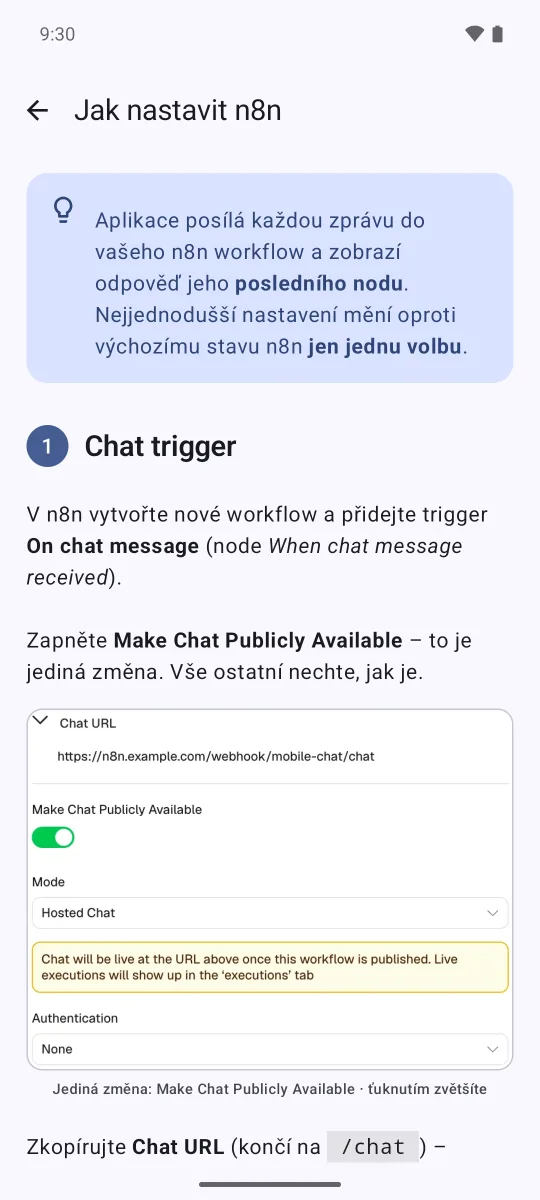 9:30
Jak nastavit n8n
Aplikace posílá každou zprávu do
vašeho n8n workflow a zobrazí
odpověď jeho posledního nodu.
Nejjednodušší nastavení mění oproti
výchozímu stavu n8n jen jednu volbu.
1 Chat trigger
V n8n vytvořte nové workflow a přidejte trigger
On chat message (node When chat message
received).
Zapněte Make Chat Publicly Available – to je
jediná změna. Vše ostatní nechte, jak je.
Chat URL
https://n8n.example.com/webhook/mobile-chat/chat
Make Chat Publicly Available
Mode
Hosted Chat
Chat will be live at the URL above once this workflow is published. Live
executions will show up in the ‘executions’ tab
Authentication
None
Jediná změna: Make Chat Publicly Available · ťuknutím zvětšíte
Zkopírujte Chat URL (končí na /chat ) –